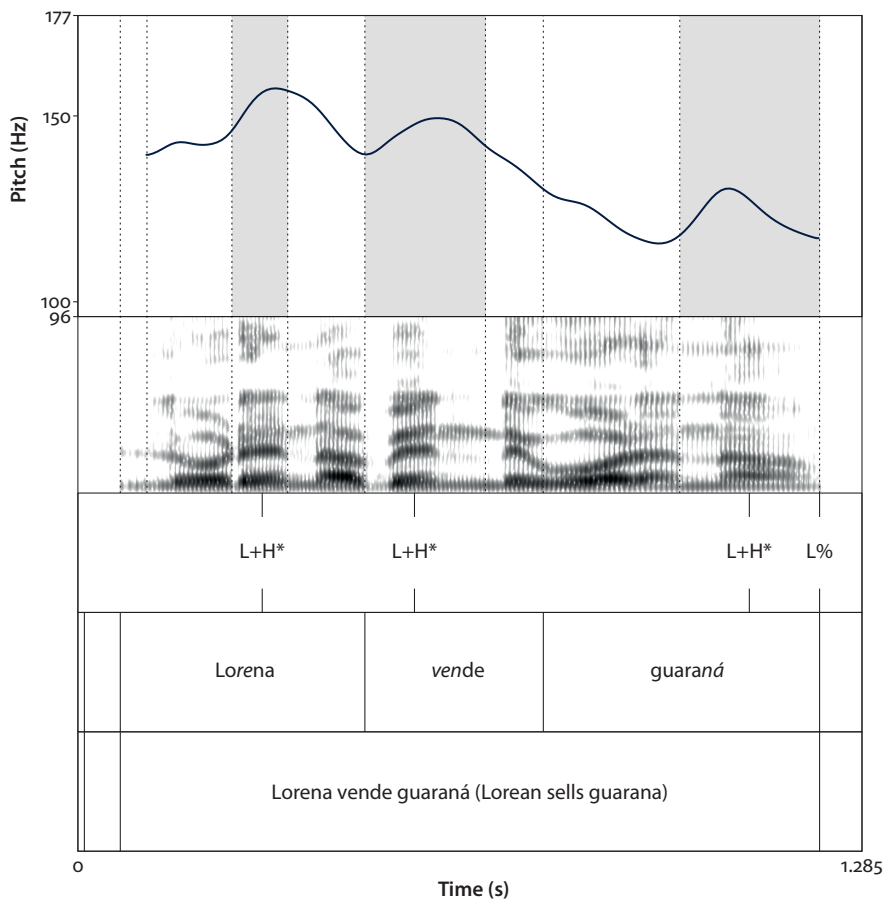 177
150
100
96
Pitch (Hz)
L+H* L+H* L+H* L%
Lorena vende guaraná
Lorena vende guaraná (Lorean sells guarana)
0 1.285
Time (s)